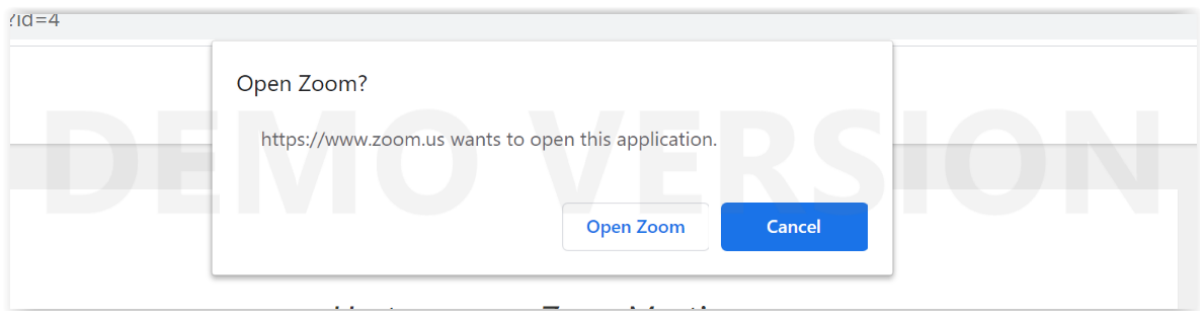 ?id=4
Open Zoom?
https://www.zoom.us wants to open this application.
DEMO VERSION
Open Zoom
Cancel